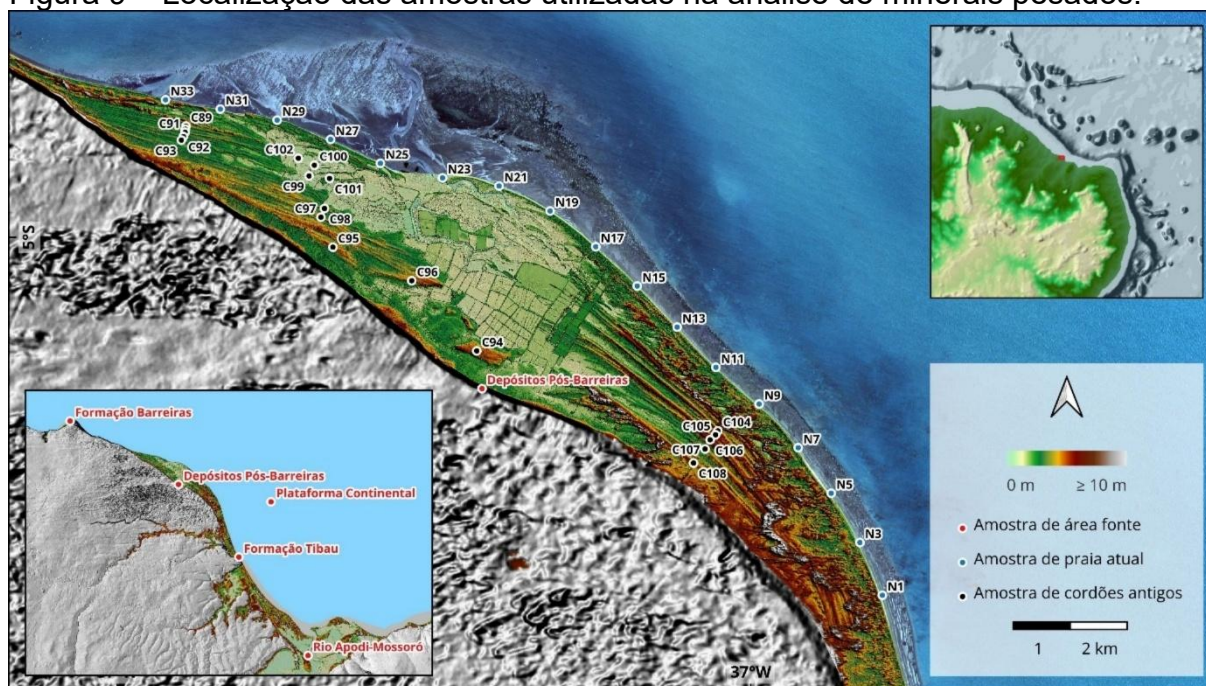 Figura 9 – Localização das amostras utilizadas na análise de minerais pesados.
N33
N31
N29
N27
N25
N23
N21
N19
N17
N15
N13
N11
N9
N7
N5
N3
N1
C91
C89
C92
C93
C102
C100
C99
C101
C97
C98
C95
C96
C94
Depósitos Pós-Barreiras
C105
C104
C107
C106
C108
5°S
37°W
Formação Barreiras
Depósitos Pós-Barreiras
Plataforma Continental
Formação Tibau
Rio Apodi-Mossoró
0 m ≥ 10 m
Amostra de área fonte
Amostra de praia atual
Amostra de cordões antigos
1 2 km